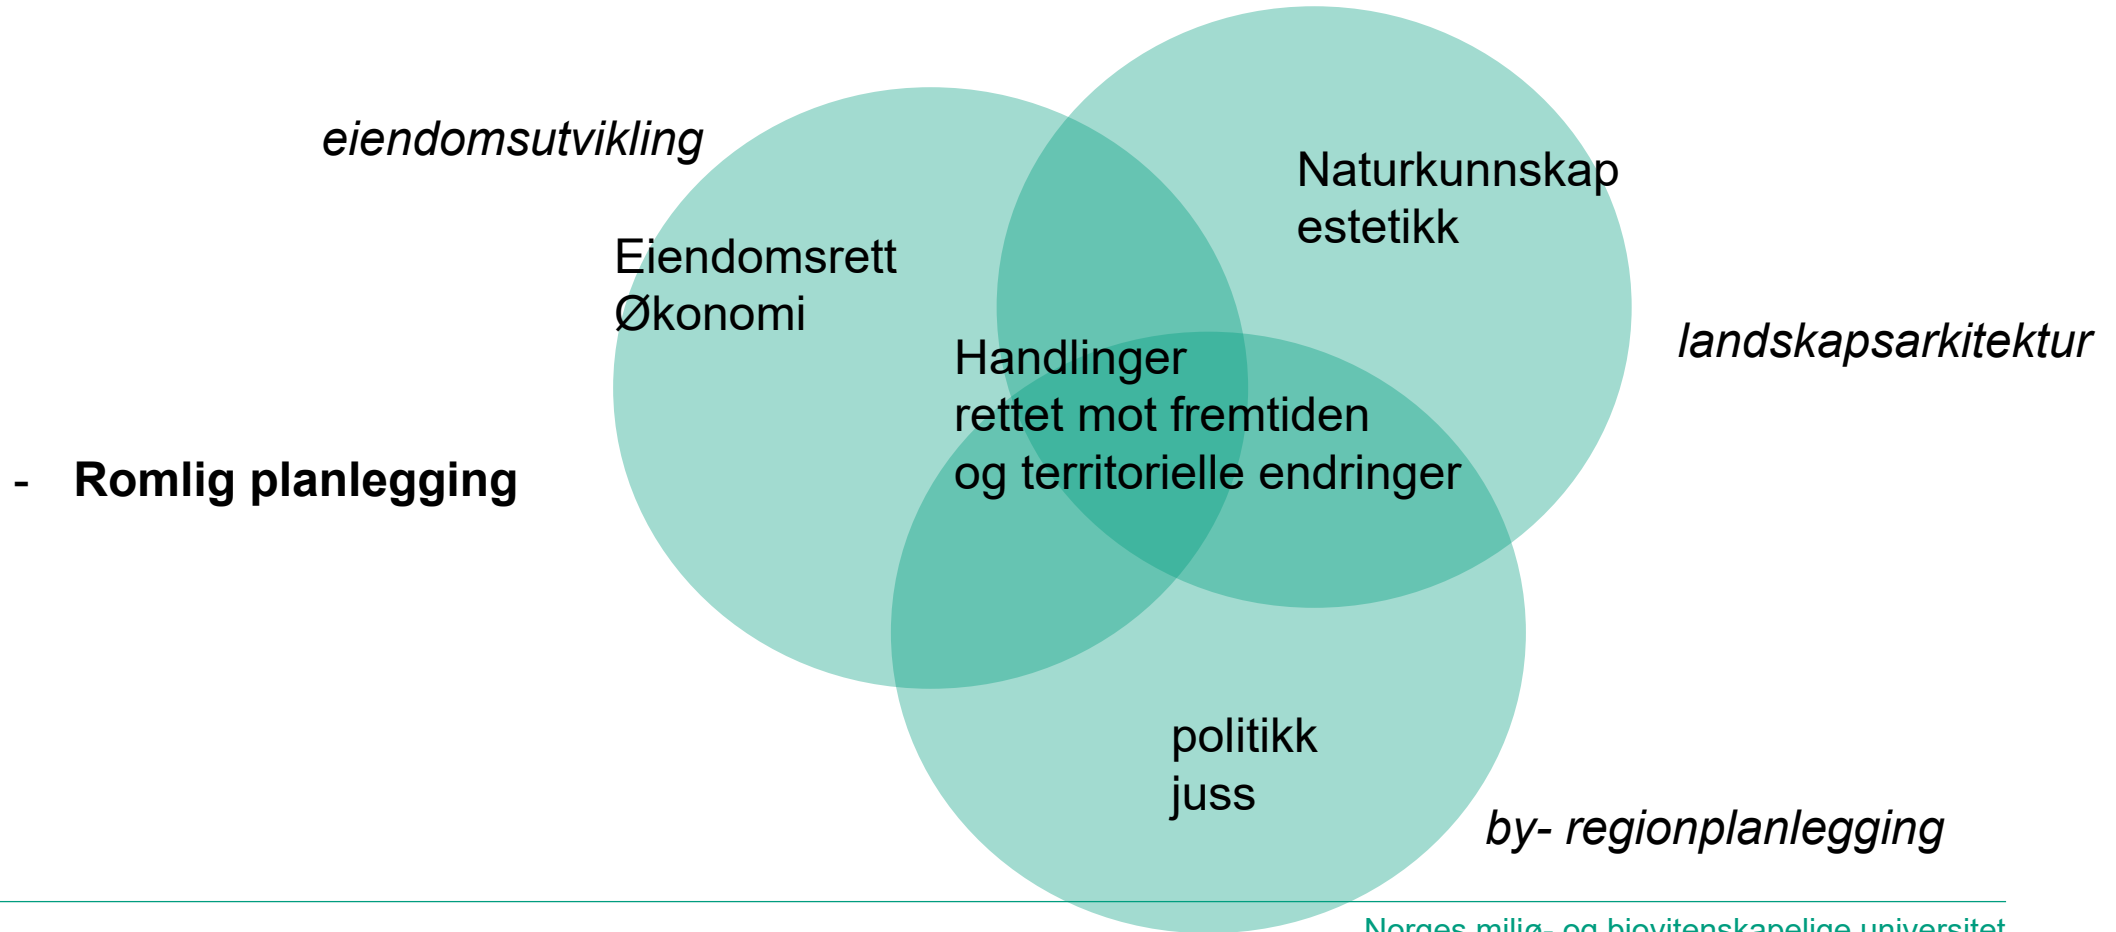 eiendomsutvikling
Naturkunnskap
estetikk
Eiendomsrett
Økonomi
landskapsarkitektur
Handlinger
rettet mot fremtiden
og territorielle endringer
- Romlig planlegging
politikk
juss
by- regionplanlegging
Norges miljø- og biovitenskapelige universitet